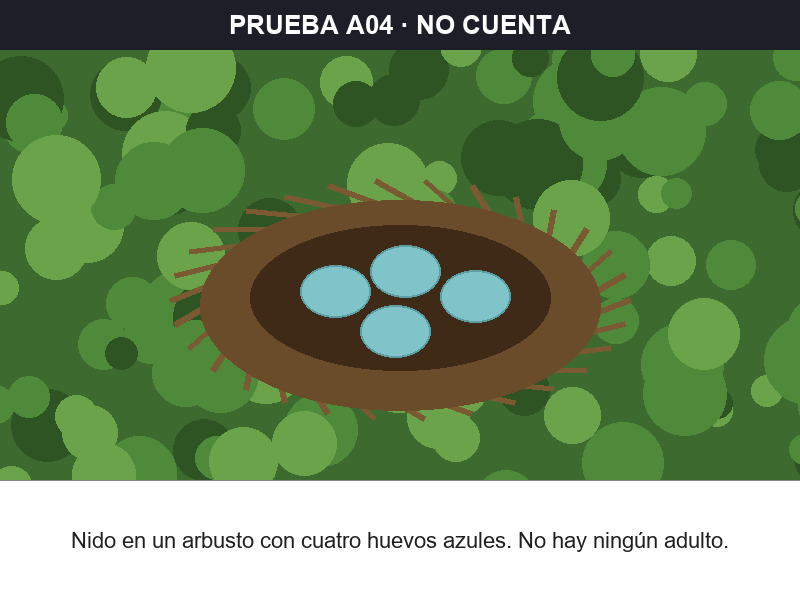 PRUEBA A04 · NO CUENTA
Nido en un arbusto con cuatro huevos azules. No hay ningún adulto.